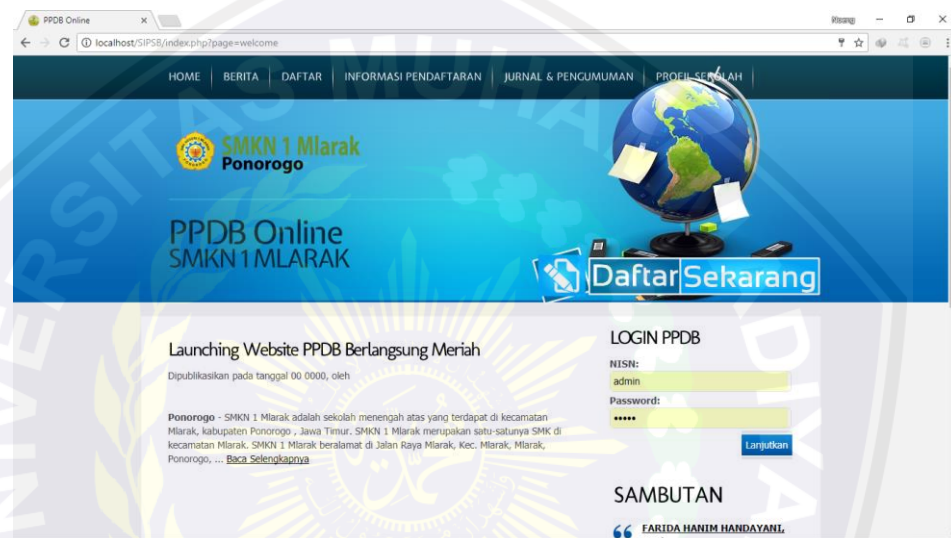 PPDB Online
localhost/SIPSB/index.php?page=welcome
HOME BERITA DAFTAR INFORMASI PENDAFTARAN JURNAL & PENGUMUMAN PROFIL SEKOLAH
SMKN 1 Mlarak
Ponorogo
PPDB Online
SMKN 1 MLARAK
Daftar Sekarang
Launching Website PPDB Berlangsung Meriah
Dipublikasikan pada tanggal 00 0000, oleh
Ponorogo - SMKN 1 Mlarak adalah sekolah menengah atas yang terdapat di kecamatan
Mlarak, kabupaten Ponorogo , Jawa Timur. SMKN 1 Mlarak merupakan satu-satunya SMK di
kecamatan Mlarak. SMKN 1 Mlarak beralamat di Jalan Raya Mlarak, Kec. Mlarak, Mlarak,
Ponorogo, ... Baca Selengkapnya
LOGIN PPDB
NISN:
admin
Password:
•••••
Lanjutkan
SAMBUTAN
FARIDA HANIM HANDAYANI,